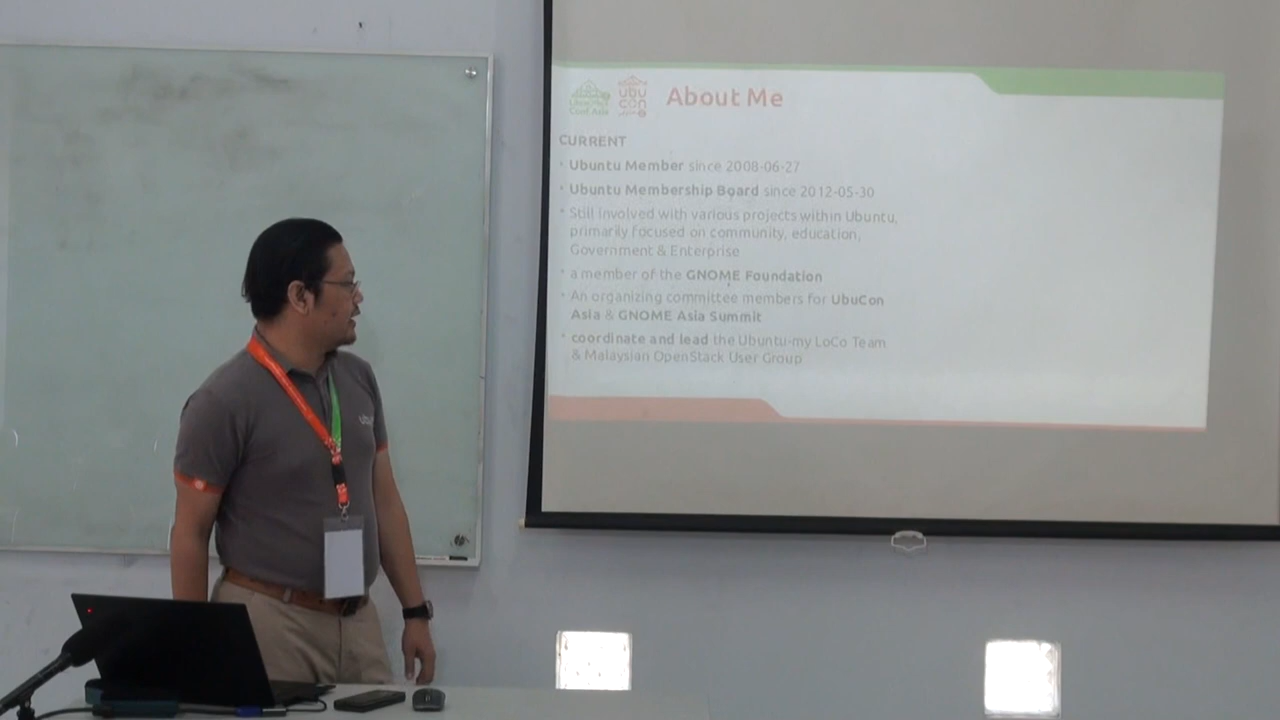 ubu
con
About Me
CURRENT
Ubuntu Member since 2008-06-27
Ubuntu Membership Board since 2012-05-30
Still involved with various projects within Ubuntu,
primarily focused on community, education,
Government & Enterprise
a member of the GNOME Foundation
An organizing committee members for UbuCon
Asia & GNOME Asia Summit
coordinate and lead the Ubuntu-my LoCo Team
& Malaysian OpenStack User Group